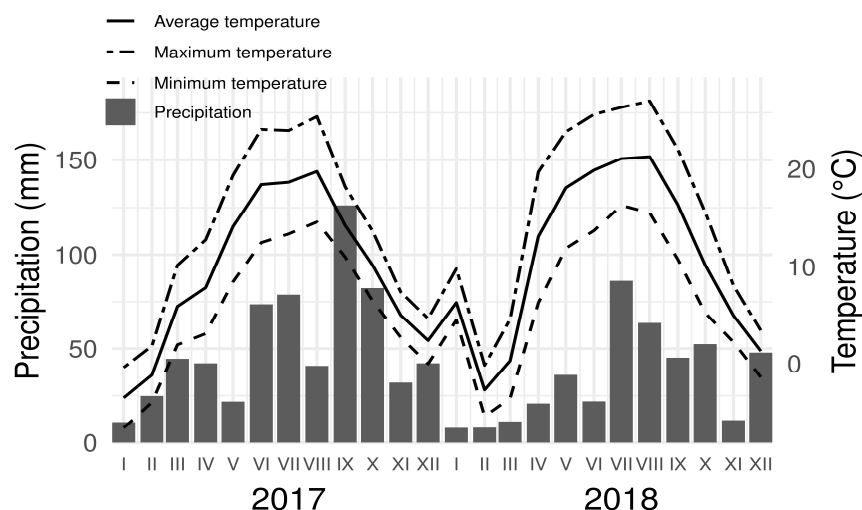 Average temperature
Maximum temperature
Minimum temperature
Precipitation
Precipitation (mm)
150
100
50
0
20
10
0
Temperature (°C)
I II III IV V VI VII VIII IX X XI XII I II III IV V VI VII VIII IX X XI XII
2017 2018